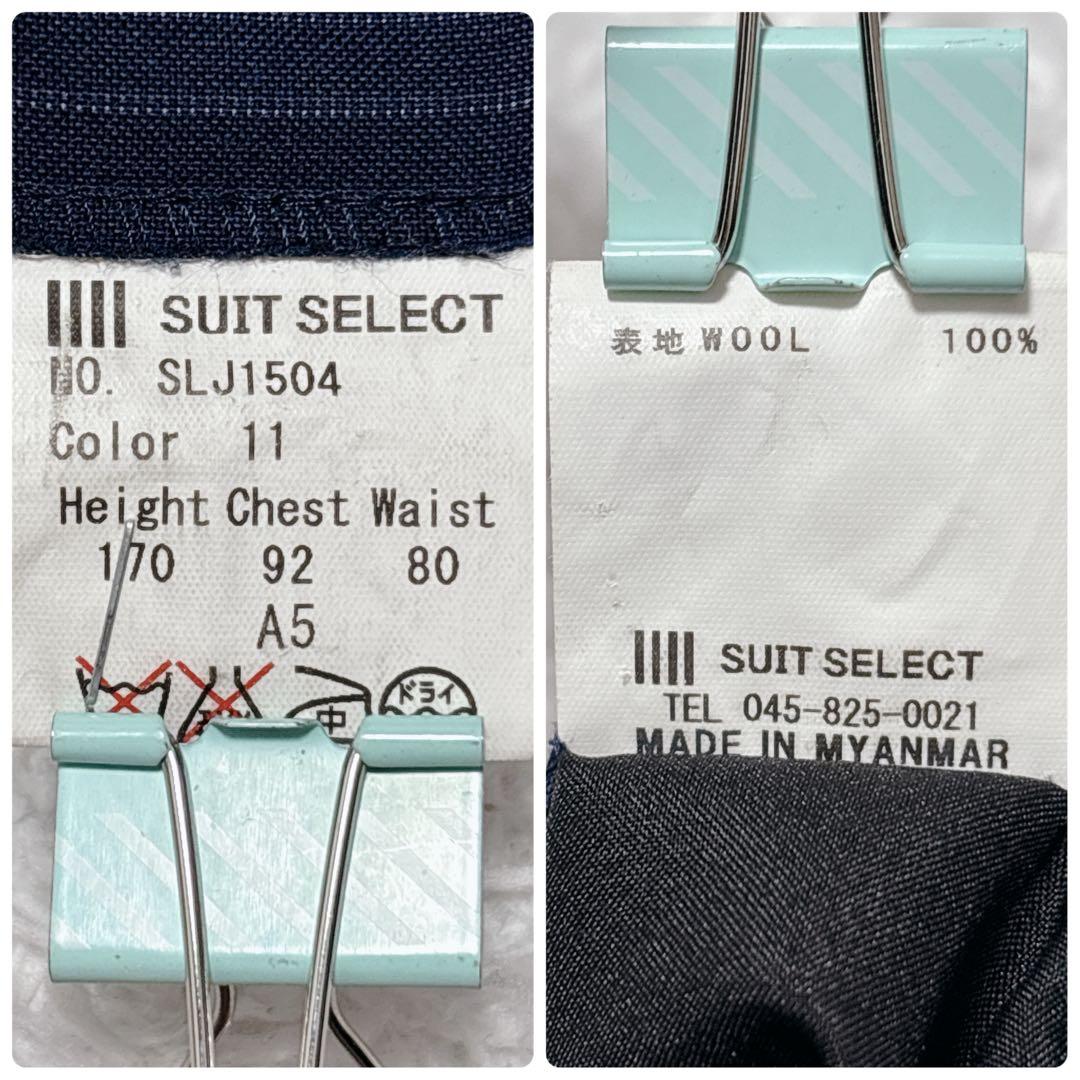 SUIT SELECT
NO. SLJ1504
Color 11
Height Chest Waist
170 92 80
A5
中 ドライ
表地 WOOL 100%
SUIT SELECT
TEL 045-825-0021
MADE IN MYANMAR